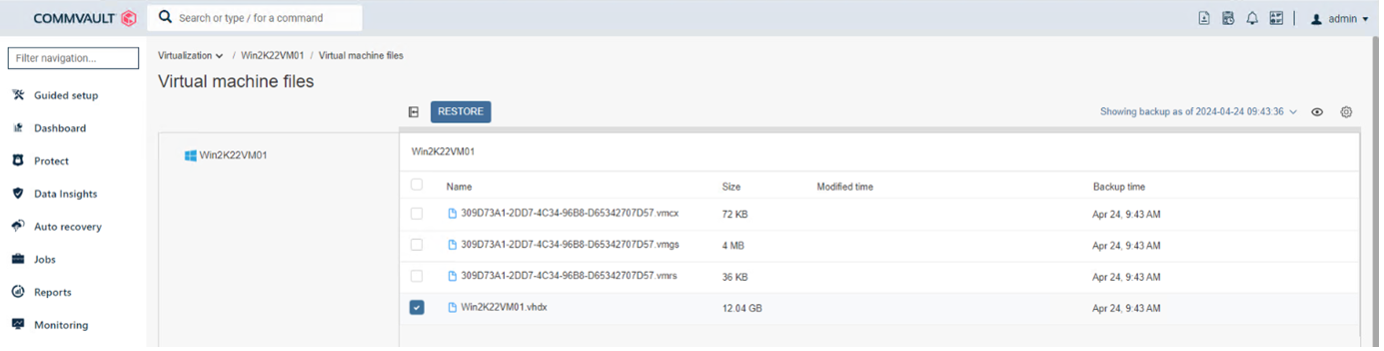 COMMVAULT
Search or type / for a command
admin
Filter navigation...
Guided setup
Dashboard
Protect
Data Insights
Auto recovery
Jobs
Reports
Monitoring
Virtualization / Win2K22VM01 / Virtual machine files
Virtual machine files
RESTORE
Showing backup as of 2024-04-24 09:43:36
Win2K22VM01
Win2K22VM01
Name Size Modified time Backup time
309D73A1-2DD7-4C34-96B8-D65342707D57.vmcx 72 KB Apr 24, 9:43 AM
309D73A1-2DD7-4C34-96B8-D65342707D57.vmgs 4 MB Apr 24, 9:43 AM
309D73A1-2DD7-4C34-96B8-D65342707D57.vmrs 36 KB Apr 24, 9:43 AM
Win2K22VM01.vhdx 12.04 GB Apr 24, 9:43 AM